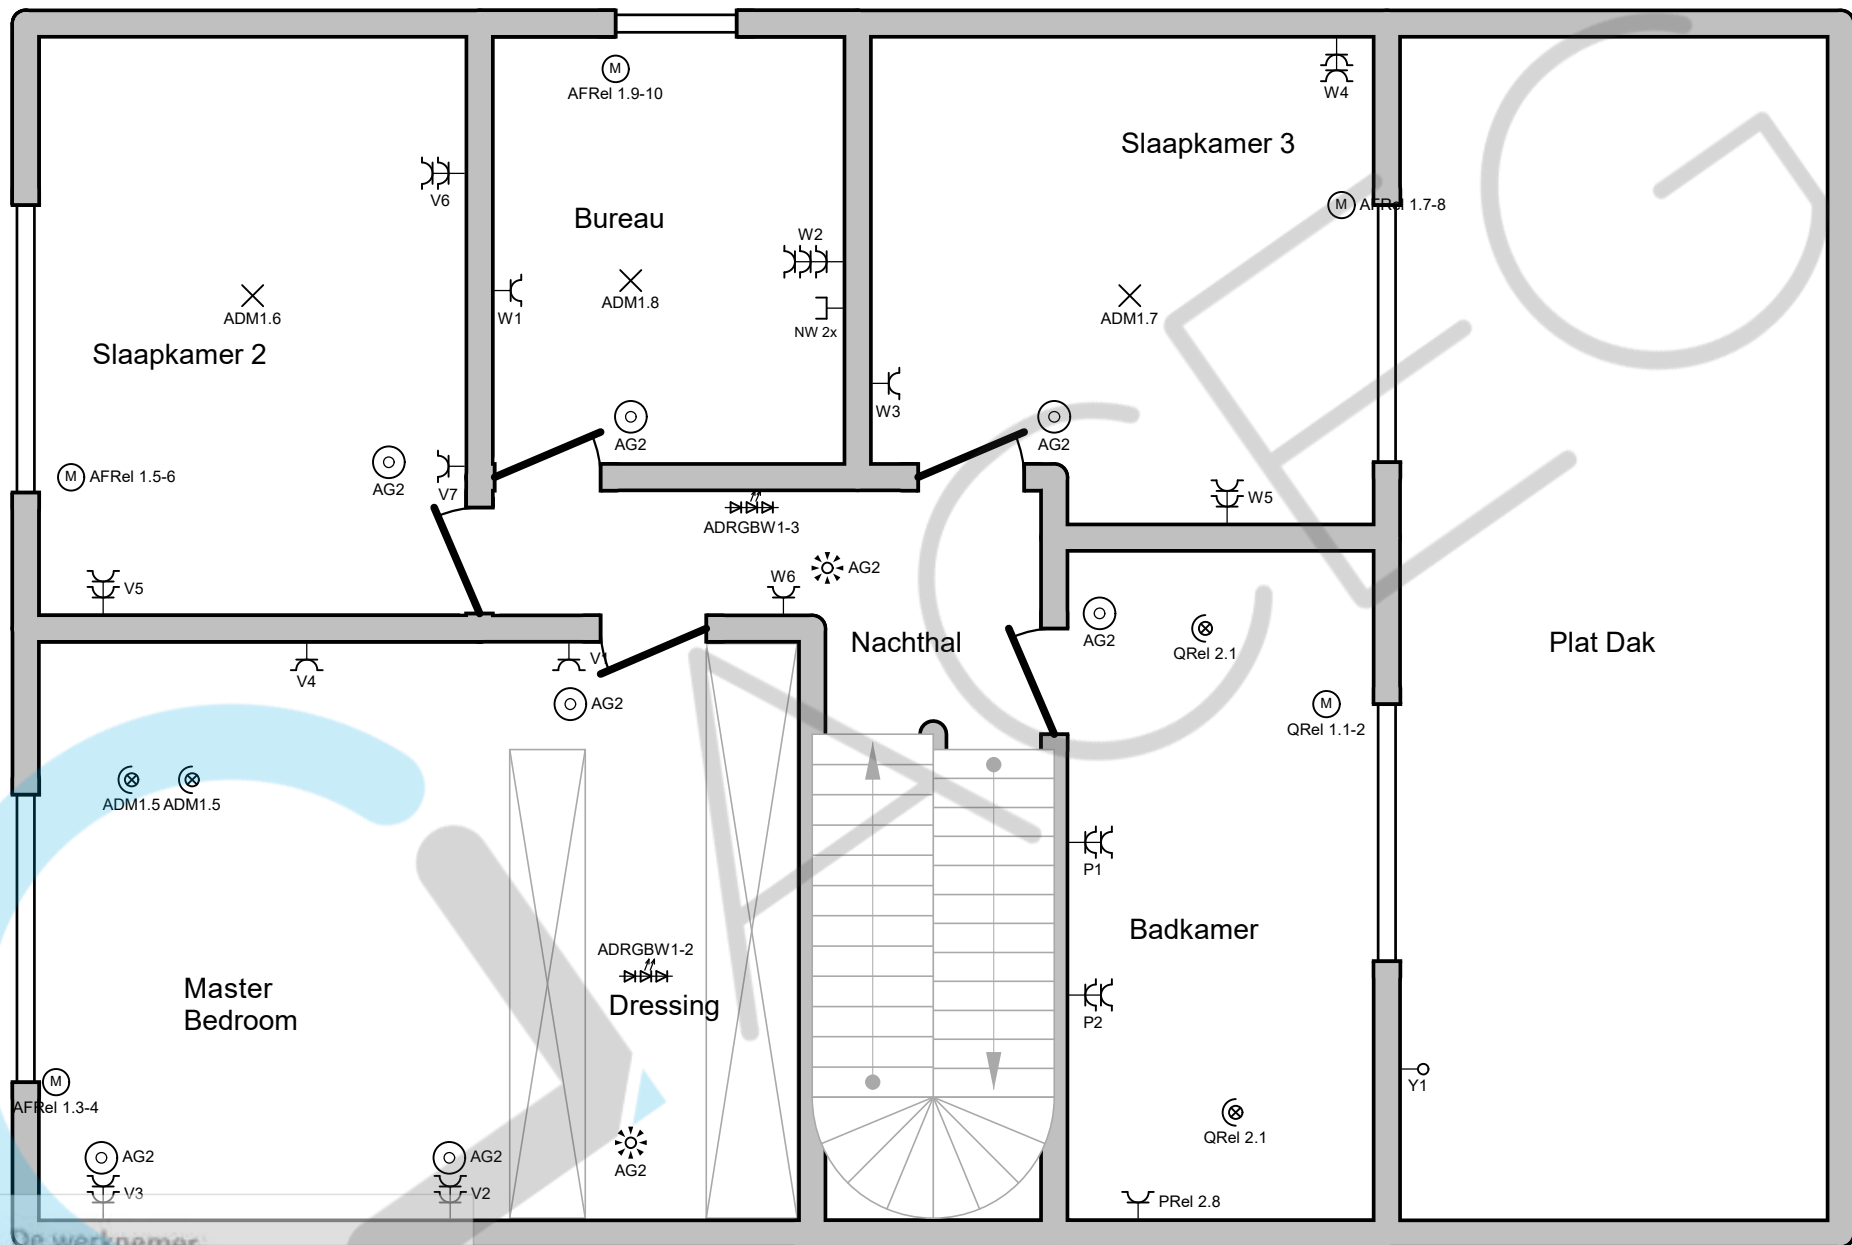 M
AFRel 1.9-10
W4
Slaapkamer 3
V6
M AFRel 1.7-8
Bureau
W2
ADM1.6
W1
ADM1.8
NW 2x
ADM1.7
Slaapkamer 2
W3
AG2
AG2
M AFRel 1.5-6
AG2
V7
W5
ADRGBW1-3
AG2
W6
V5
AG2
QRel 2.1
Nachthal
Plat Dak
V4
V1
AG2
M
QRel 1.1-2
ADM1.5 ADM1.5
P1
Badkamer
ADRGBW1-2
Master
Bedroom
Dressing
P2
M
AFRel 1.3-4
Y1
QRel 2.1
AG2
AG2
AG2
V3
V2
PRel 2.8
De werknemer